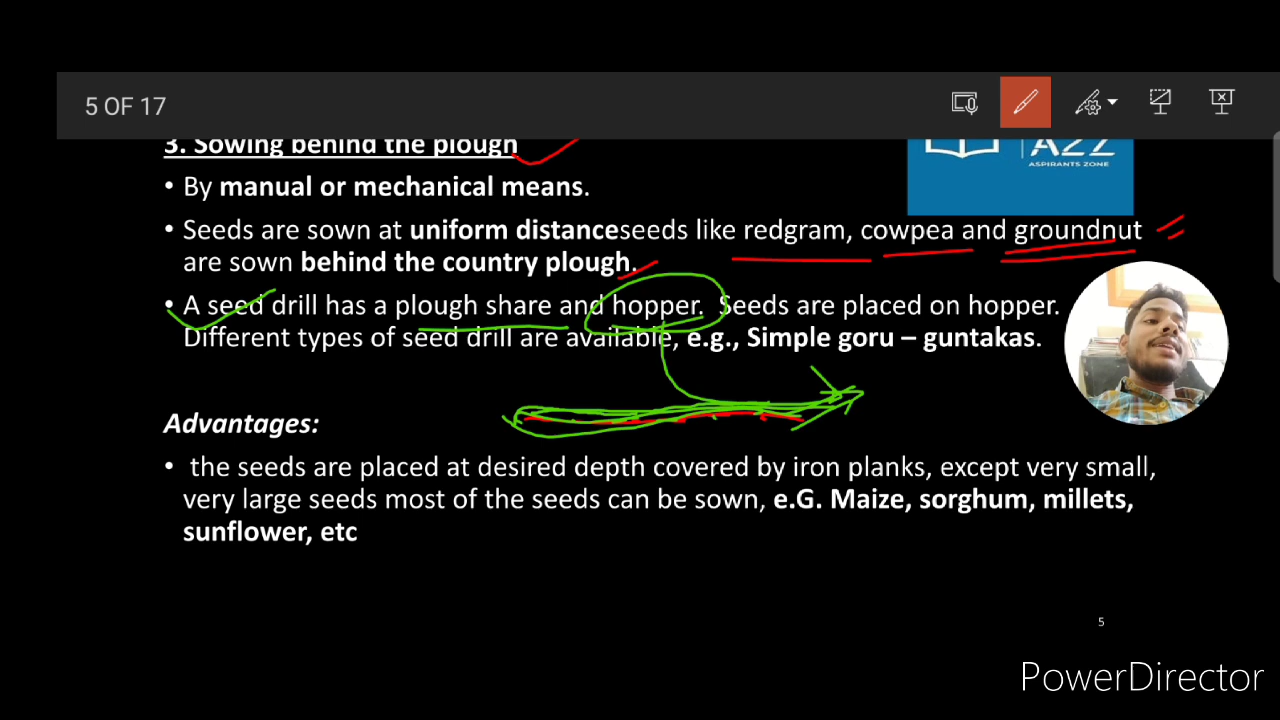 5 OF 17
3. Sowing behind the plough
AZZ
ASPIRANTS ZONE
• By manual or mechanical means.
• Seeds are sown at uniform distanceseeds like redgram, cowpea and groundnut
are sown behind the country plough.
• A seed drill has a plough share and hopper. Seeds are placed on hopper.
Different types of seed drill are available, e.g., Simple goru – guntakas.
Advantages:
• the seeds are placed at desired depth covered by iron planks, except very small,
very large seeds most of the seeds can be sown, e.G. Maize, sorghum, millets,
sunflower, etc
5
PowerDirector